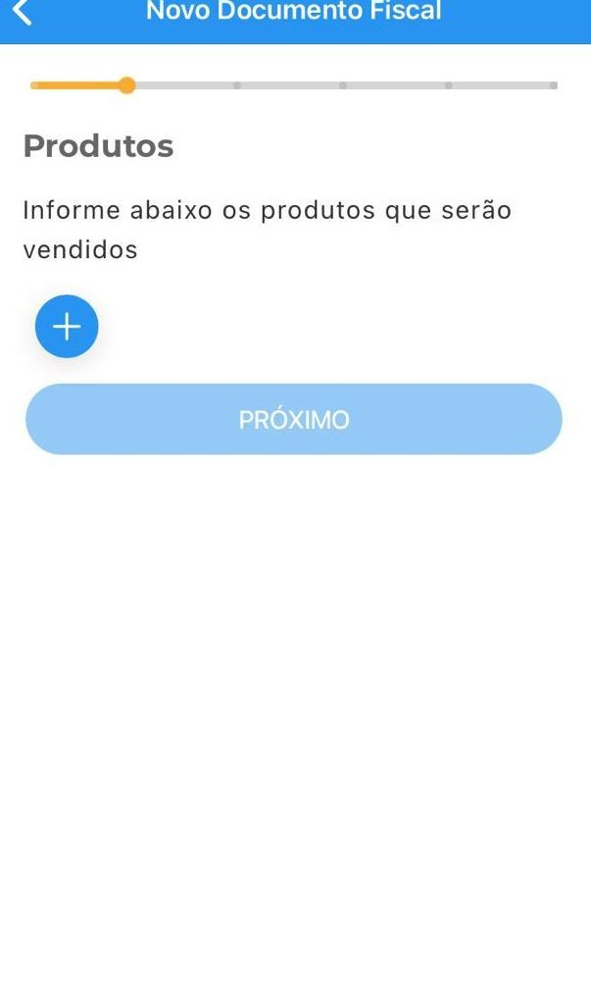 Novo Documento Fiscal
Produtos
Informe abaixo os produtos que serão
vendidos
PRÓXIMO